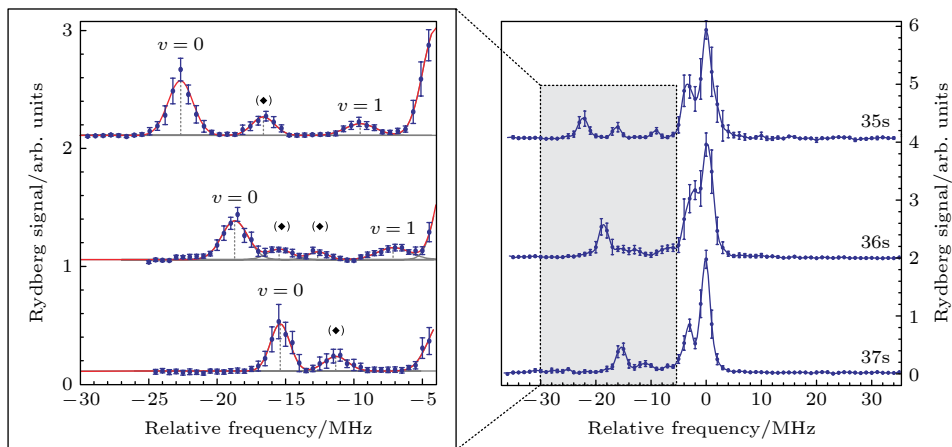 3
2
1
0
Rydberg signal/arb. units
v = 0
(◆)
v = 1
v = 0
(◆)
(◆)
v = 1
v = 0
(◆)
−30
−25
−20
−15
−10
−5
Relative frequency/MHz
35s
36s
37s
6
5
4
3
2
1
0
Rydberg signal/arb. units
−30
−20
−10
0
10
20
30
Relative frequency/MHz